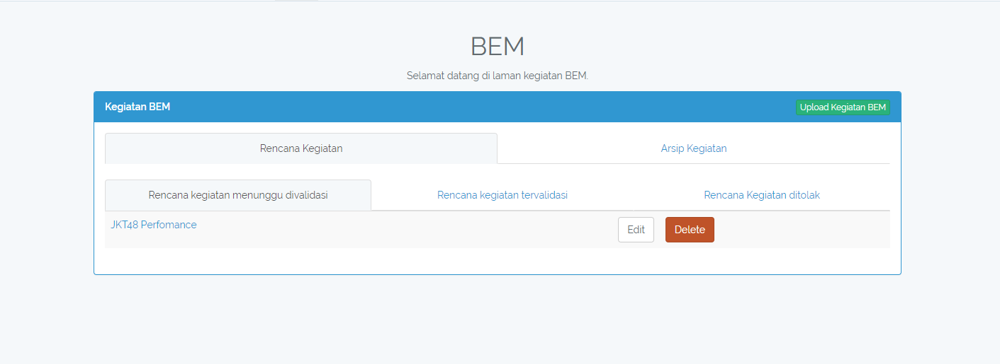 BEM
Selamat datang di laman kegiatan BEM.
Kegiatan BEM
Upload Kegiatan BEM
Rencana Kegiatan
Arsip Kegiatan
Rencana kegiatan menunggu divalidasi
Rencana kegiatan tervalidasi
Rencana Kegiatan ditolak
JKT48 Perfomance
Edit
Delete